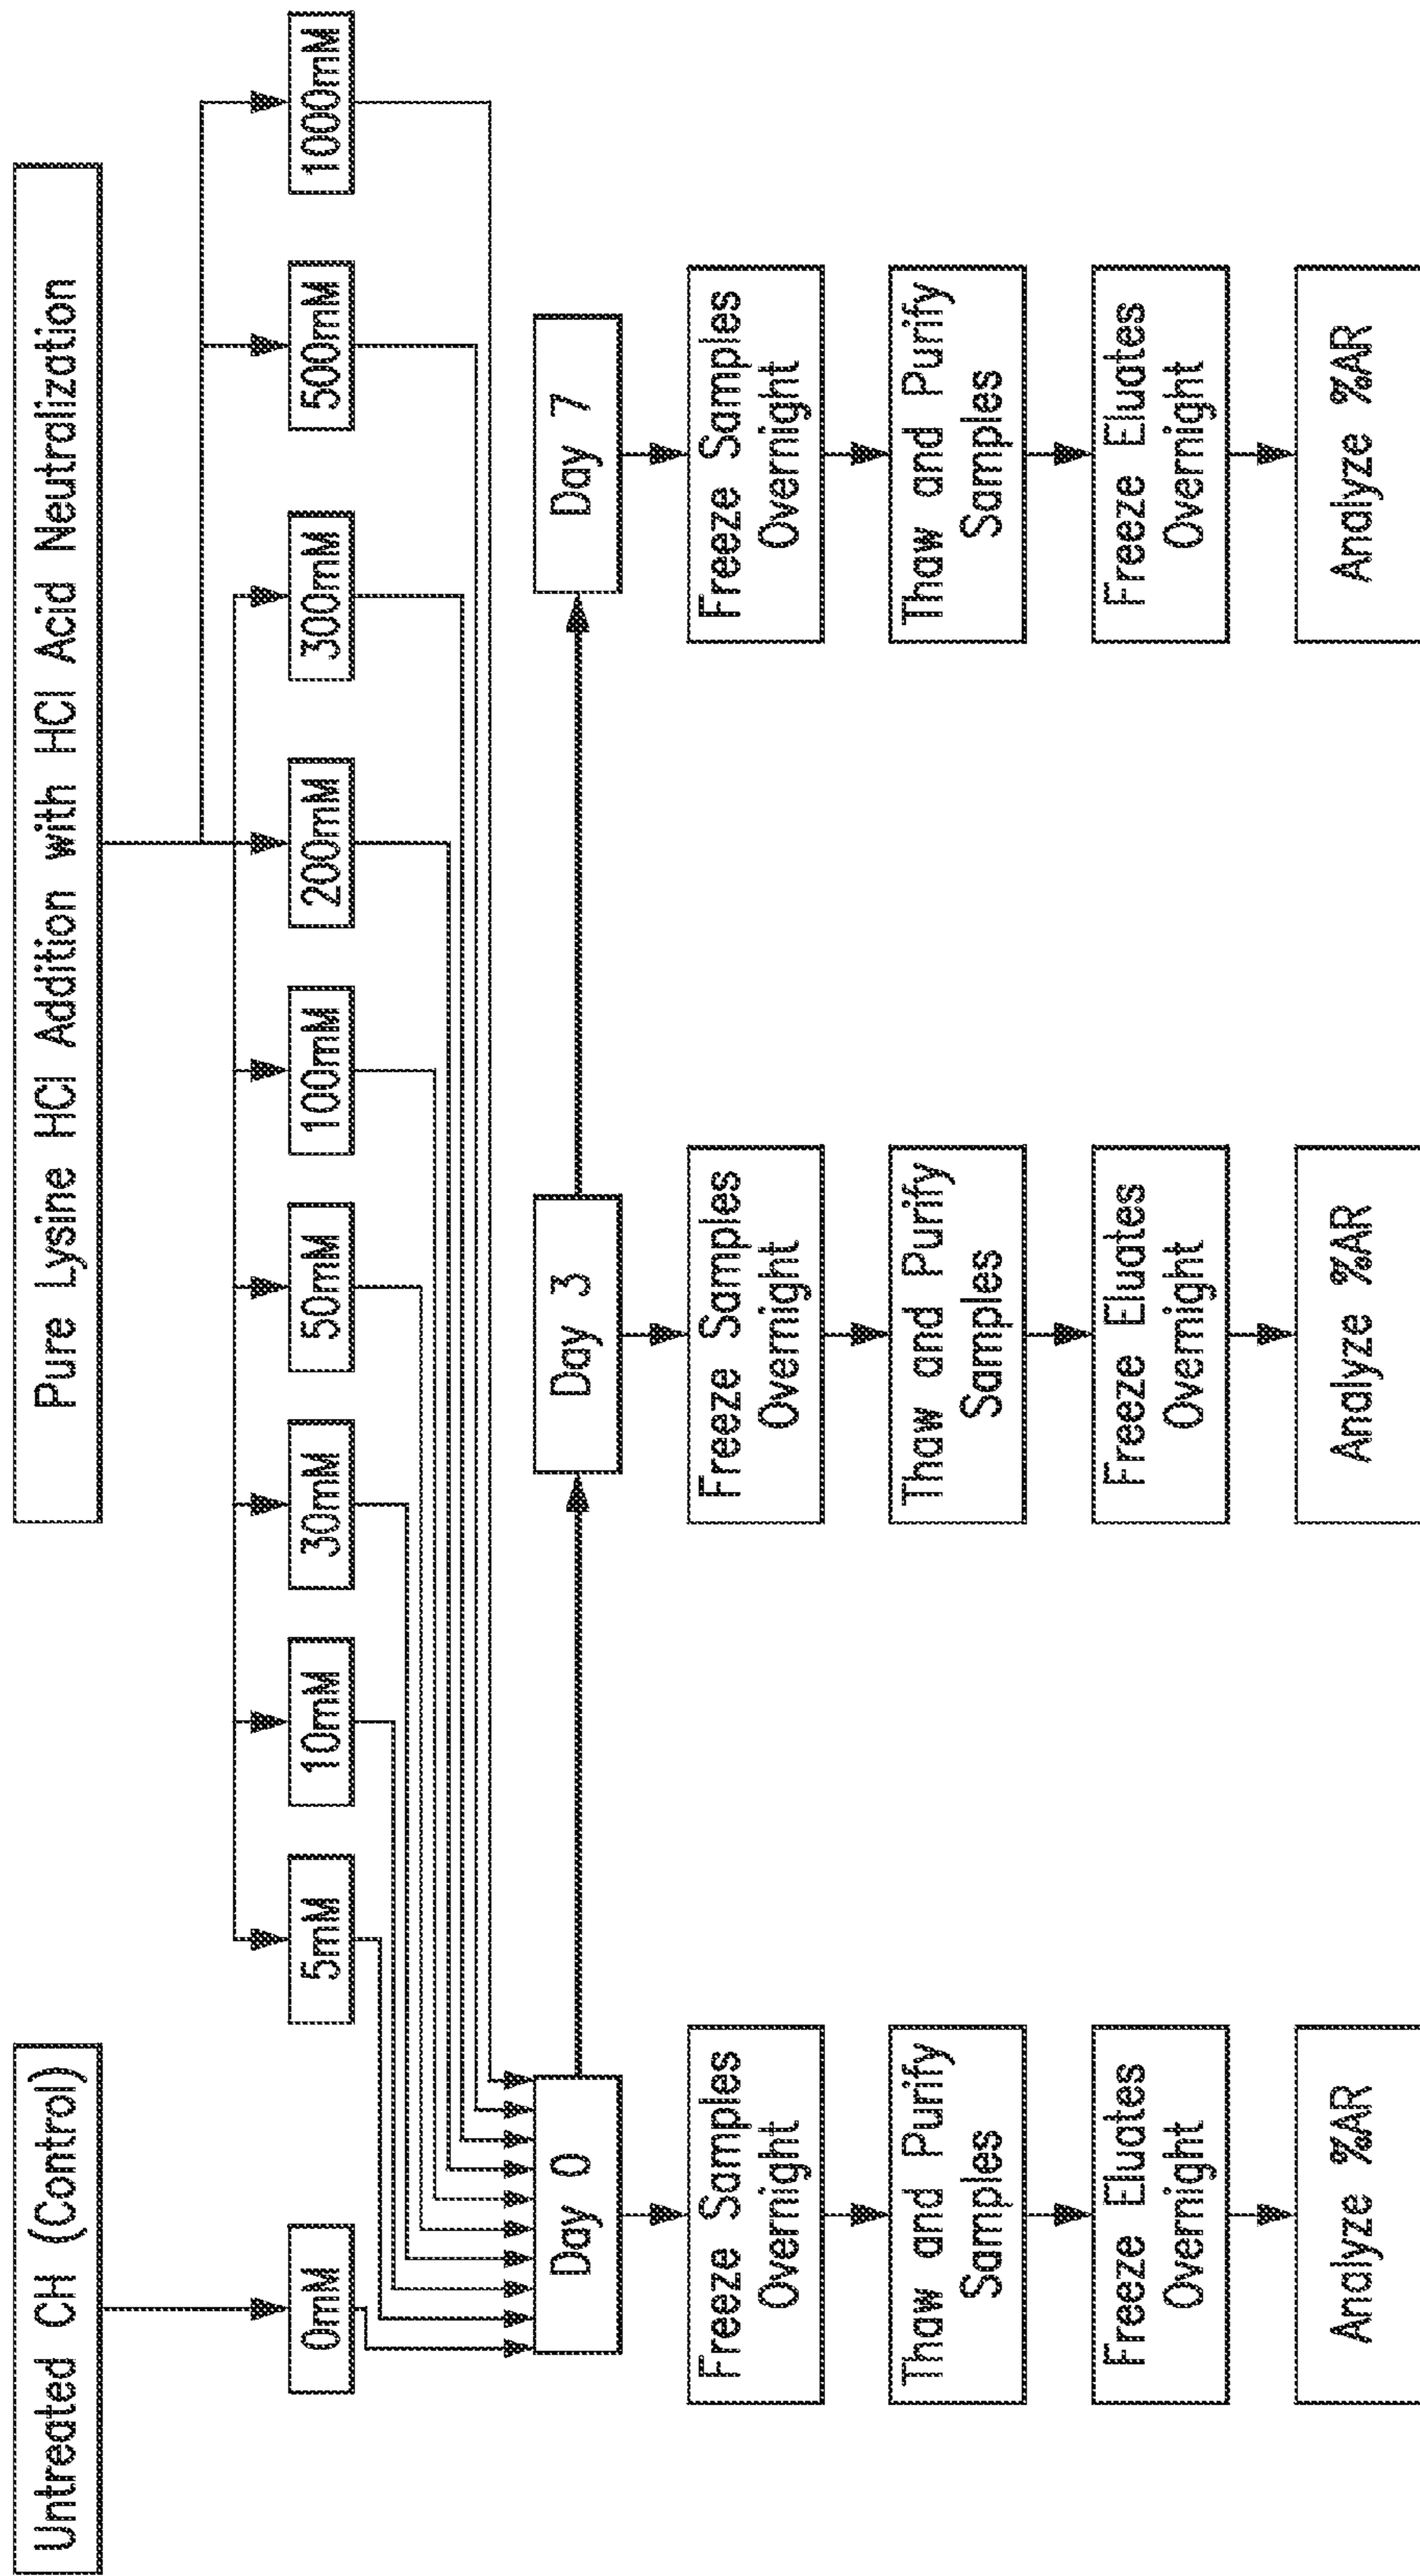 Untreated CH (Control)
Pure Lysine HCl Addition with HCl Acid Neutralization
0mM
5mM
10mM
30mM
50mM
100mM
200mM
300mM
500mM
1000mM
Day 0
Day 3
Day 7
Freeze Samples
Overnight
Freeze Samples
Overnight
Freeze Samples
Overnight
Thaw and Purify
Samples
Thaw and Purify
Samples
Thaw and Purify
Samples
Freeze Eluates
Overnight
Freeze Eluates
Overnight
Freeze Eluates
Overnight
Analyze %AR
Analyze %AR
Analyze %AR